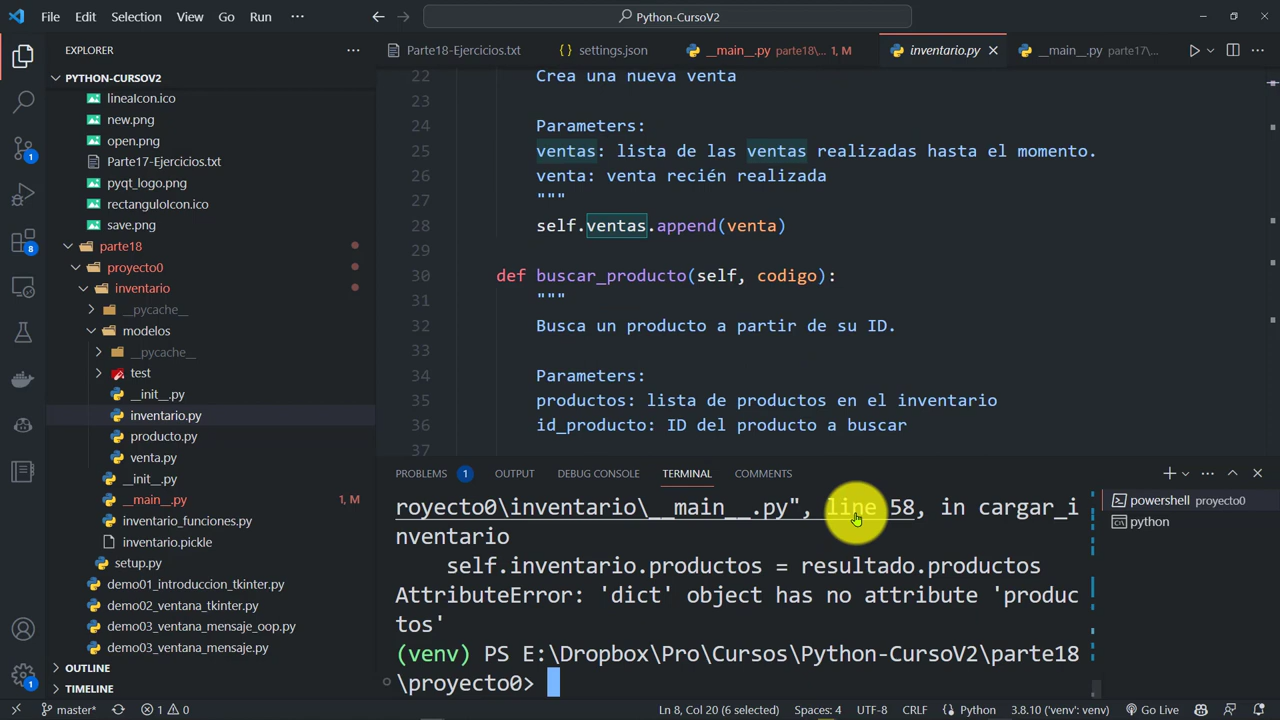 File Edit Selection View Go Run ··· Python-CursoV2
EXPLORER ···
PYTHON-CURSOV2
lineaIcon.ico
new.png
open.png
Parte17-Ejercicios.txt
pyqt_logo.png
rectanguloIcon.ico
save.png
parte18
proyecto0
inventario
__pycache__
modelos
__pycache__
test
__init__.py
inventario.py
producto.py
venta.py
__init__.py
__main__.py 1, M
inventario_funciones.py
inventario.pickle
setup.py
demo01_introduccion_tkinter.py
demo02_ventana_tkinter.py
demo03_ventana_mensaje_oop.py
demo03_ventana_mensaje.py
OUTLINE
TIMELINE
1
8
1
Parte18-Ejercicios.txt {} settings.json __main__.py parte18\... 1, M inventario.py __main__.py parte17\...
22 Crea una nueva venta
23
24 Parameters:
25 ventas: lista de las ventas realizadas hasta el momento.
26 venta: venta recién realizada
27 """
28 self.ventas.append(venta)
29
30 def buscar_producto(self, codigo):
31 """
32 Busca un producto a partir de su ID.
33
34 Parameters:
35 productos: lista de productos en el inventario
36 id_producto: ID del producto a buscar
37
PROBLEMS 1 OUTPUT DEBUG CONSOLE TERMINAL COMMENTS
royecto0\inventario\__main__.py", line 58, in cargar_i
nventario
self.inventario.productos = resultado.productos
AttributeError: 'dict' object has no attribute 'produc
tos'
(venv) PS E:\Dropbox\Pro\Cursos\Python-CursoV2\parte18
\proyecto0>
powershell proyecto0
python
master* 1 0 Ln 8, Col 20 (6 selected) Spaces: 4 UTF-8 CRLF Python 3.8.10 ('venv': venv) Go Live